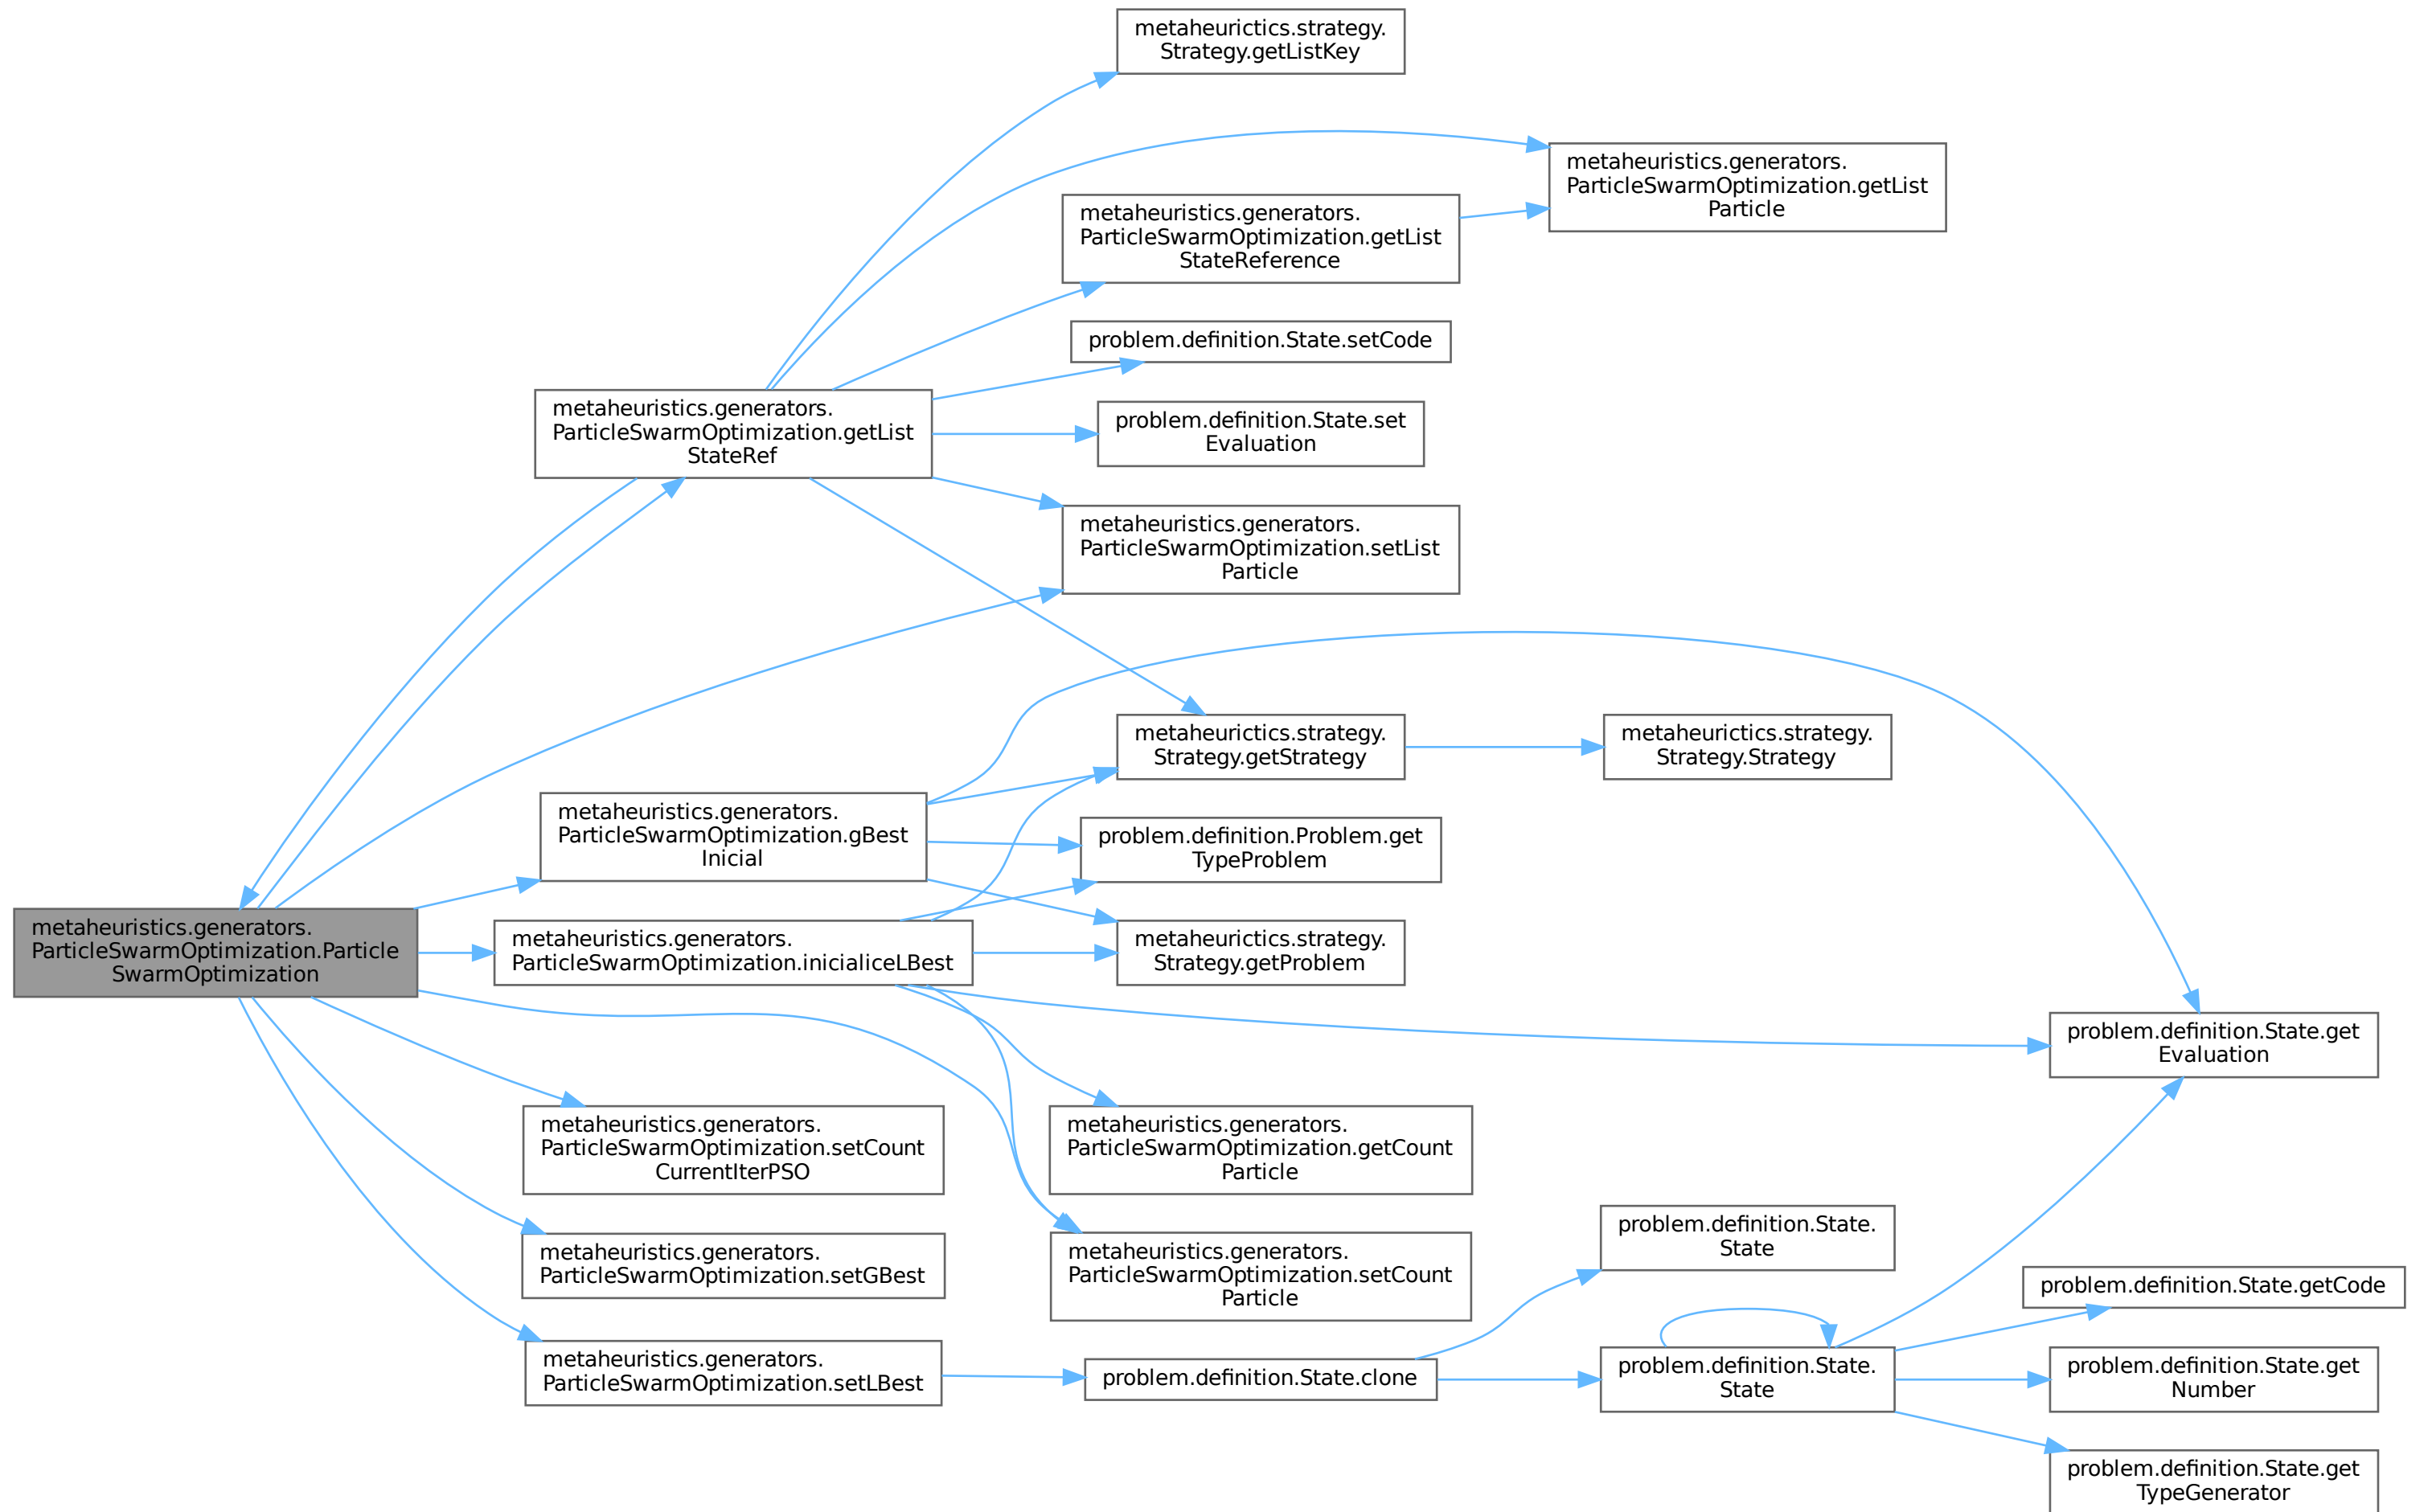 metaheurictics.strategy.
Strategy.getListKey
metaheuristics.generators.
ParticleSwarmOptimization.getList
Particle
metaheuristics.generators.
ParticleSwarmOptimization.getList
StateReference
problem.definition.State.setCode
metaheuristics.generators.
ParticleSwarmOptimization.getList
StateRef
problem.definition.State.set
Evaluation
metaheuristics.generators.
ParticleSwarmOptimization.setList
Particle
metaheurictics.strategy.
Strategy.getStrategy
metaheurictics.strategy.
Strategy.Strategy
metaheuristics.generators.
ParticleSwarmOptimization.gBest
Inicial
problem.definition.Problem.get
TypeProblem
metaheuristics.generators.
ParticleSwarmOptimization.Particle
SwarmOptimization
metaheuristics.generators.
ParticleSwarmOptimization.inicialiceLBest
metaheurictics.strategy.
Strategy.getProblem
problem.definition.State.get
Evaluation
metaheuristics.generators.
ParticleSwarmOptimization.setCount
CurrentIterPSO
metaheuristics.generators.
ParticleSwarmOptimization.getCount
Particle
metaheuristics.generators.
ParticleSwarmOptimization.setGBest
metaheuristics.generators.
ParticleSwarmOptimization.setCount
Particle
problem.definition.State.
State
problem.definition.State.getCode
metaheuristics.generators.
ParticleSwarmOptimization.setLBest
problem.definition.State.clone
problem.definition.State.
State
problem.definition.State.get
Number
problem.definition.State.get
TypeGenerator